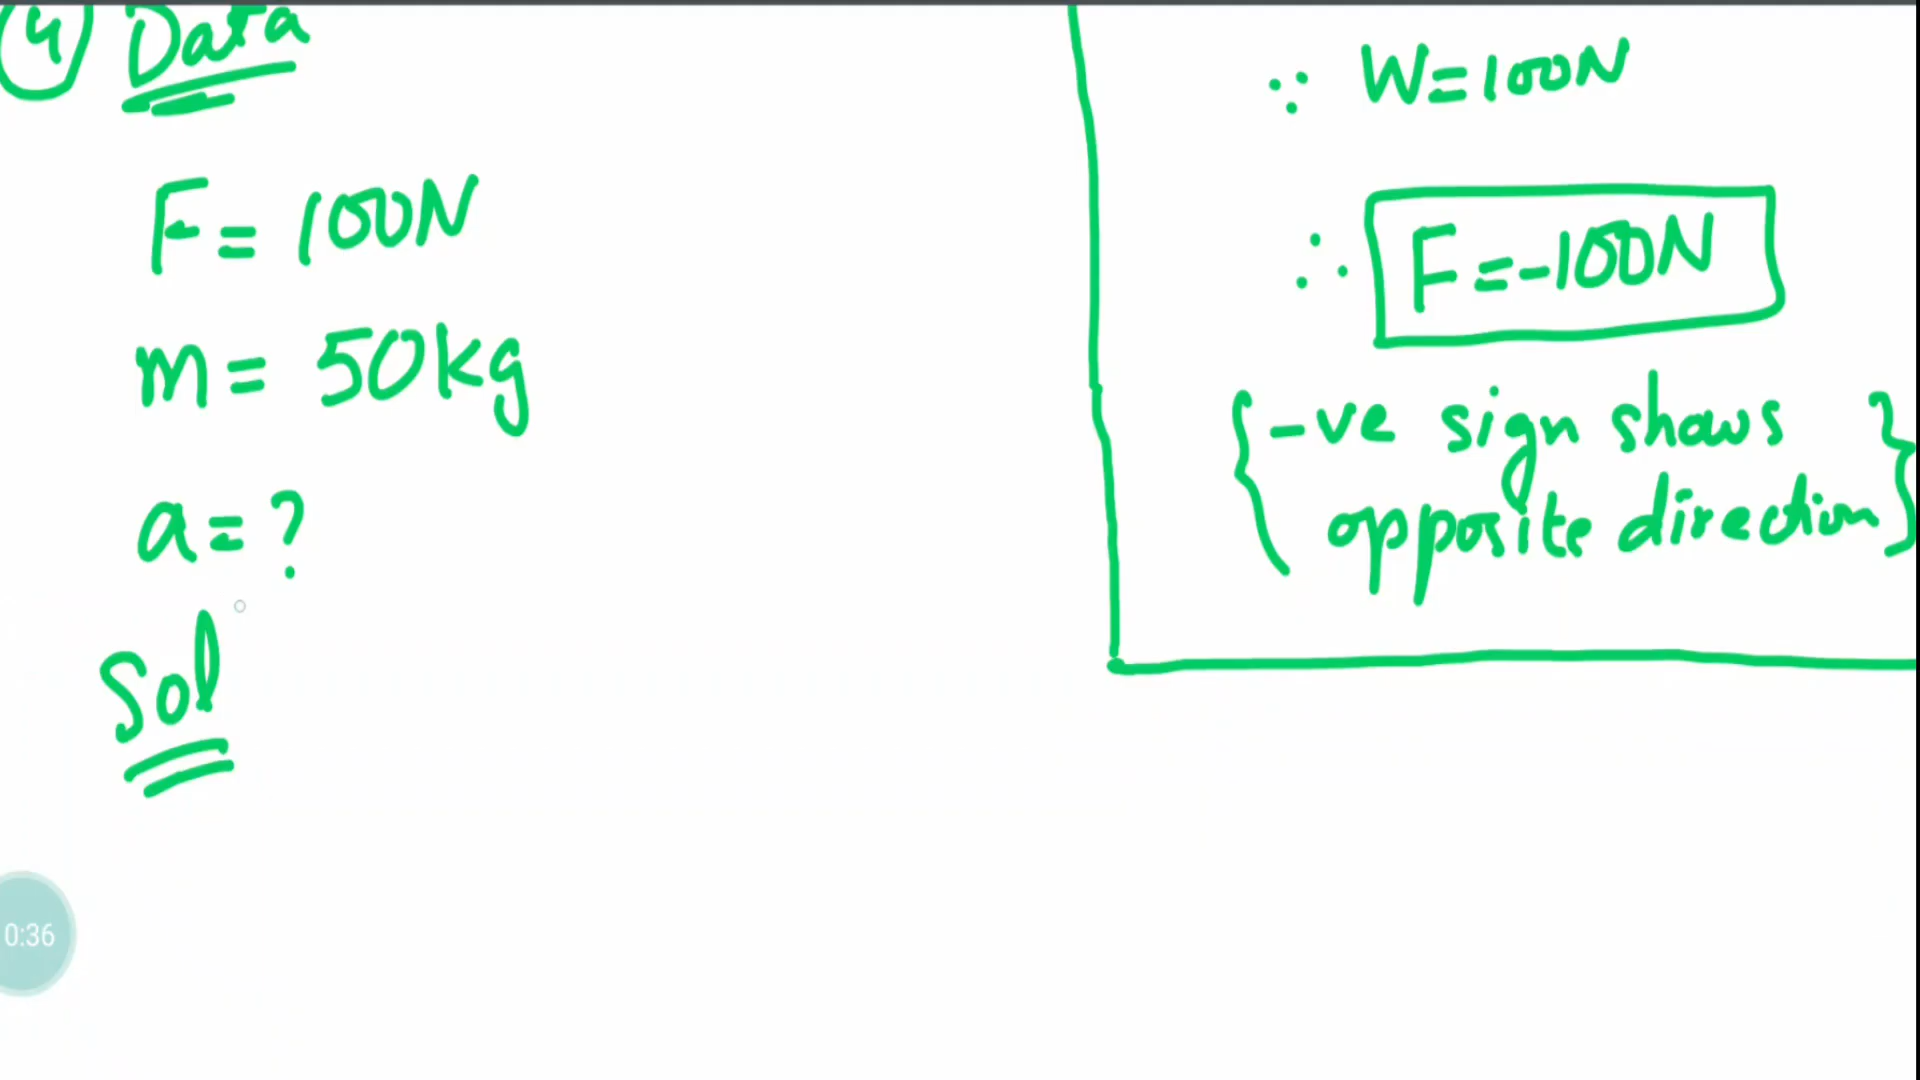 4 Data
F = 100N
m = 50kg
a = ?
Sol
∵ W=100N
∴ F=-100N
{-ve sign shows
opposite direction}
0:36